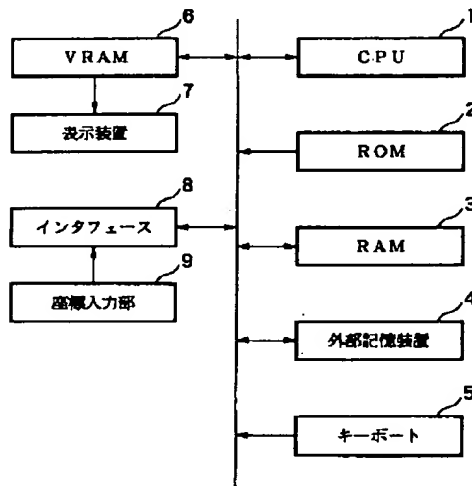 6
VRAM
7
表示装置
8
インタフェース
9
座標入力部
1
CPU
2
ROM
3
RAM
4
外部記憶装置
5
キーボート